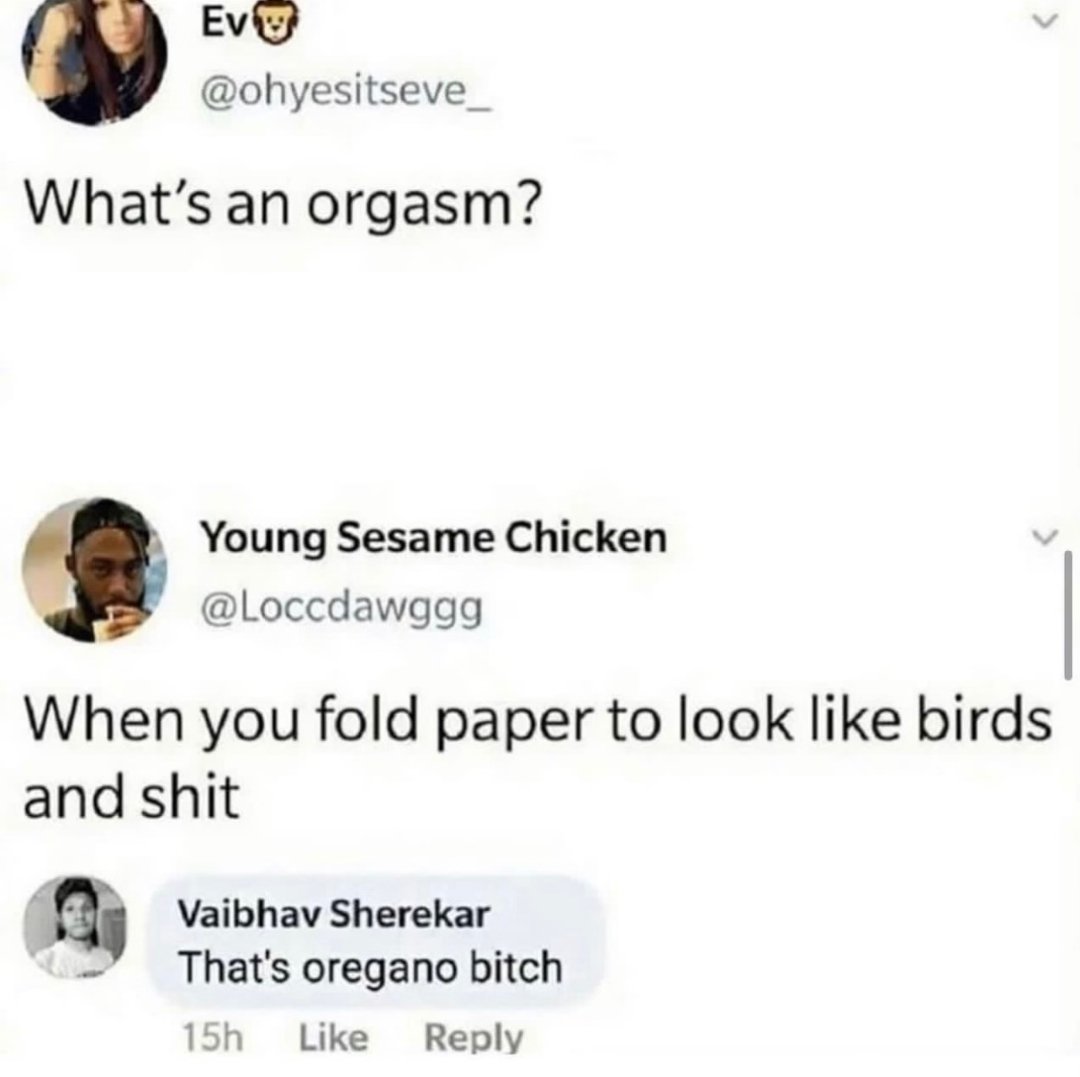 Ev🦁
@ohyesitseve_
What's an orgasm?
Young Sesame Chicken
@Loccdawggg
When you fold paper to look like birds
and shit
Vaibhav Sherekar
That's oregano bitch
15h Like Reply